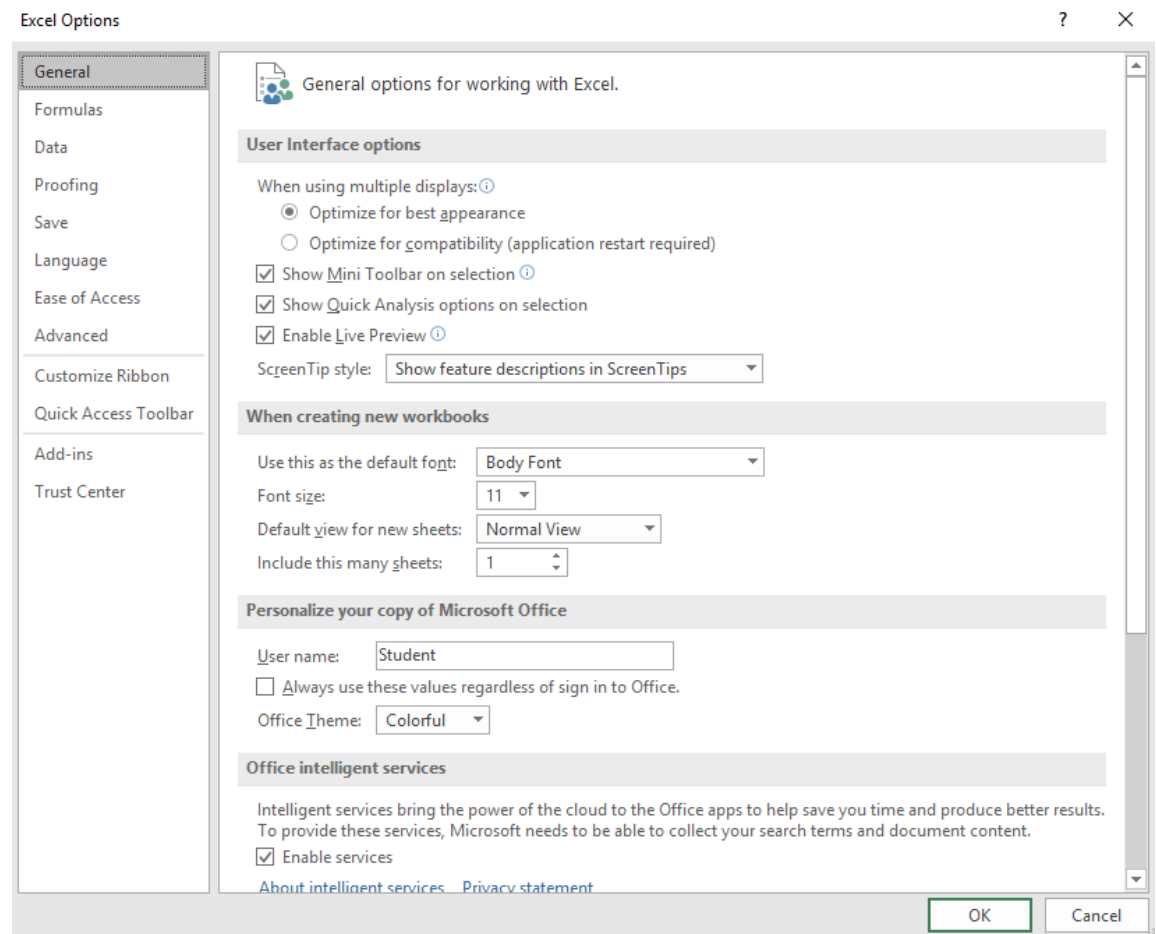 Excel Options
?
General
Formulas
Data
Proofing
Save
Language
Ease of Access
Advanced
Customize Ribbon
Quick Access Toolbar
Add-ins
Trust Center
General options for working with Excel.
User Interface options
When using multiple displays:
Optimize for best appearance
Optimize for compatibility (application restart required)
Show Mini Toolbar on selection
Show Quick Analysis options on selection
Enable Live Preview
ScreenTip style: Show feature descriptions in ScreenTips
When creating new workbooks
Use this as the default font: Body Font
Font size: 11
Default view for new sheets: Normal View
Include this many sheets: 1
Personalize your copy of Microsoft Office
User name: Student
Always use these values regardless of sign in to Office.
Office Theme: Colorful
Office intelligent services
Intelligent services bring the power of the cloud to the Office apps to help save you time and produce better results.
To provide these services, Microsoft needs to be able to collect your search terms and document content.
Enable services
About intelligent services Privacy statement
OK Cancel